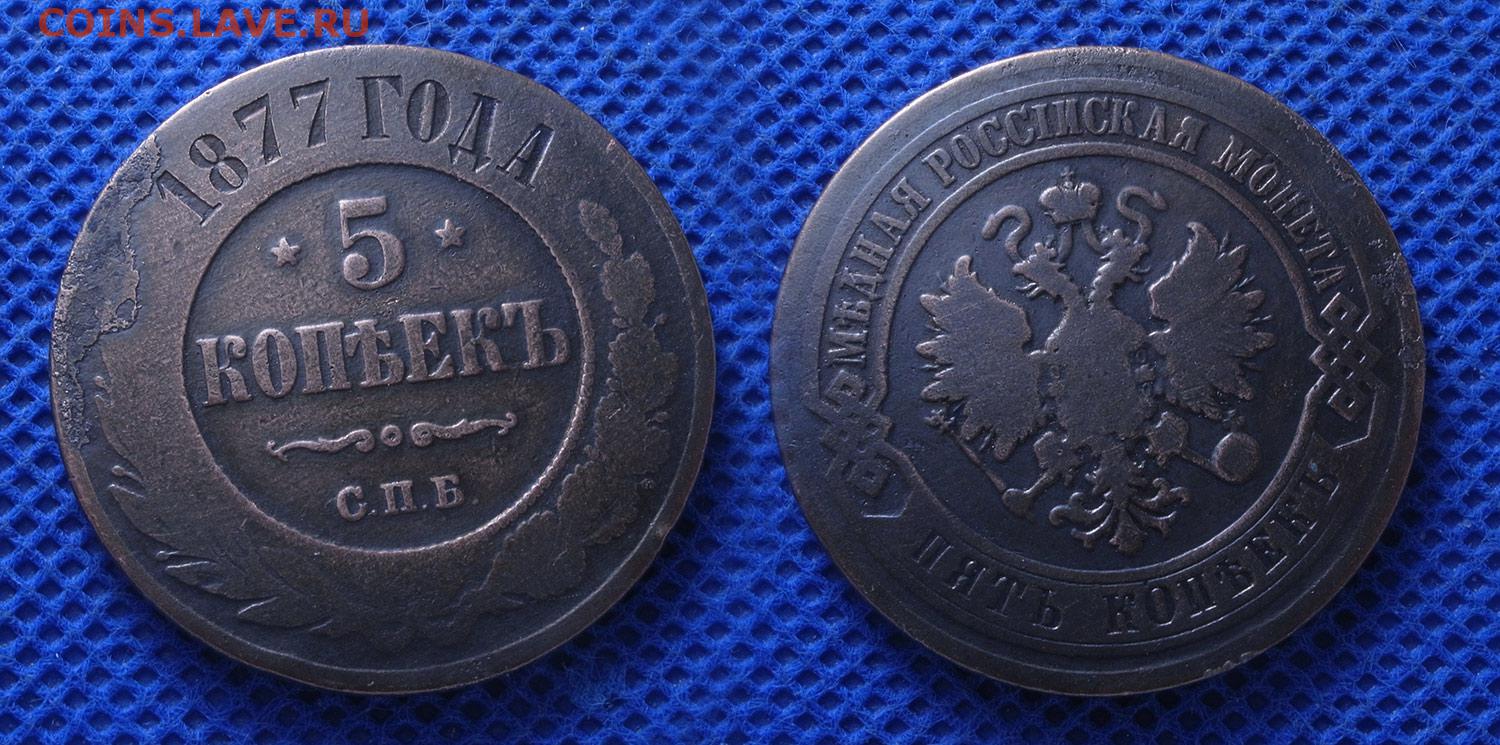 COINS.LAVE.RU
1877 ГОДА
5
КОПѢЕКЪ
С.П.Б.
МѢДНАЯ РОССІЙСКАЯ МОНЕТА
ПЯТЬ КОПѢЕКЪ